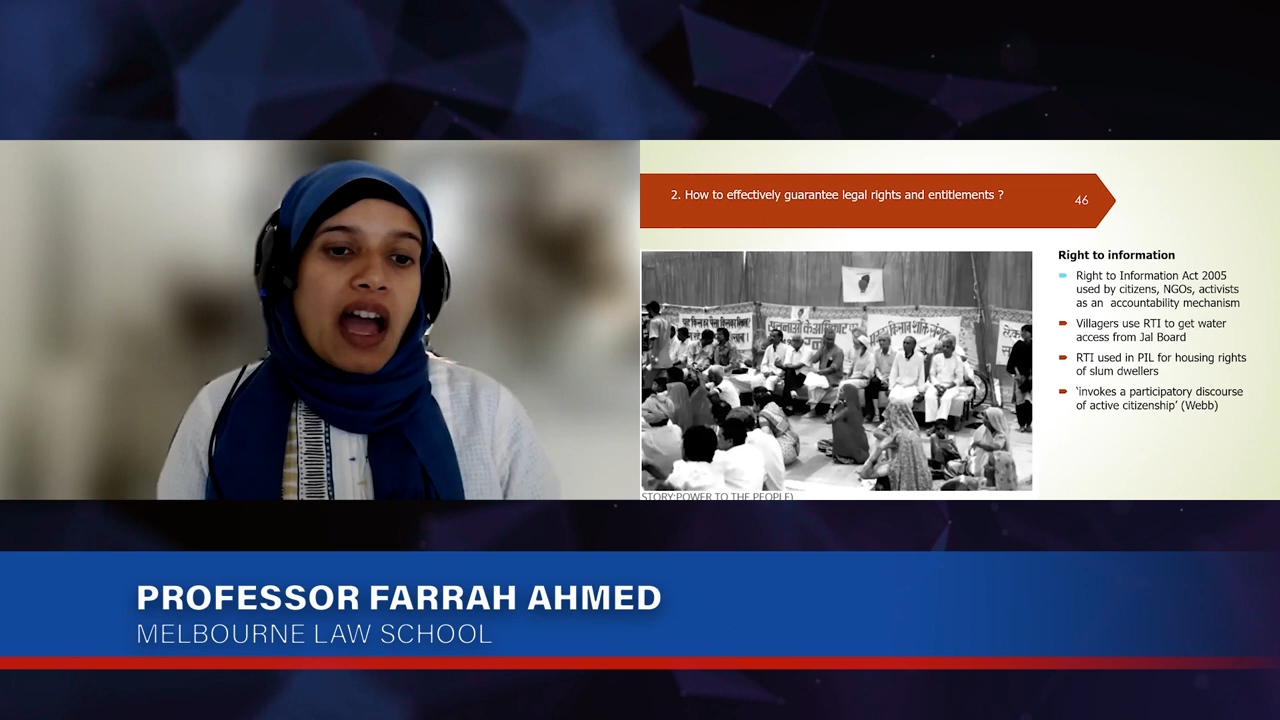 2. How to effectively guarantee legal rights and entitlements ?
46
Right to information
Right to Information Act 2005
used by citizens, NGOs, activists
as an accountability mechanism
Villagers use RTI to get water
access from Jal Board
RTI used in PIL for housing rights
of slum dwellers
‘invokes a participatory discourse
of active citizenship’ (Webb)
STORY:POWER TO THE PEOPLE)
PROFESSOR FARRAH AHMED
MELBOURNE LAW SCHOOL